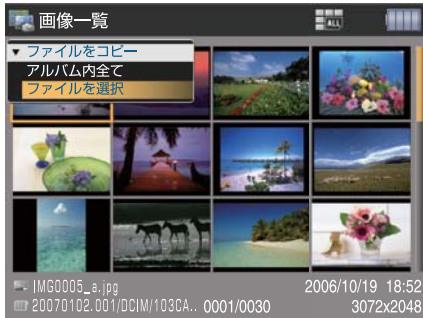 画像一覧
ALL
▼ ファイルをコピー
アルバム内全て
ファイルを選択
IMG0005_a.jpg 2006/10/19 18:52
20070102.001/DCIM/103CA.. 0001/0030 3072x2048